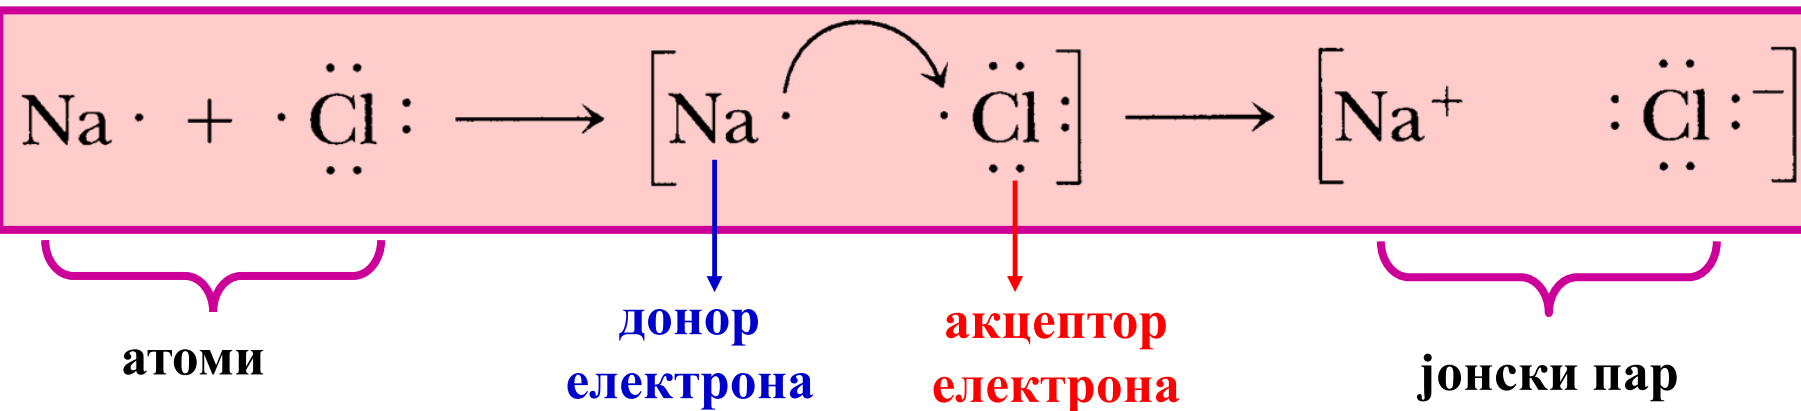 Na · + · Cl : ⟶ [ Na · · Cl : ] ⟶ [ Na⁺ : Cl : ⁻ ]
атоми
донор
електрона
акцептор
електрона
јонски пар